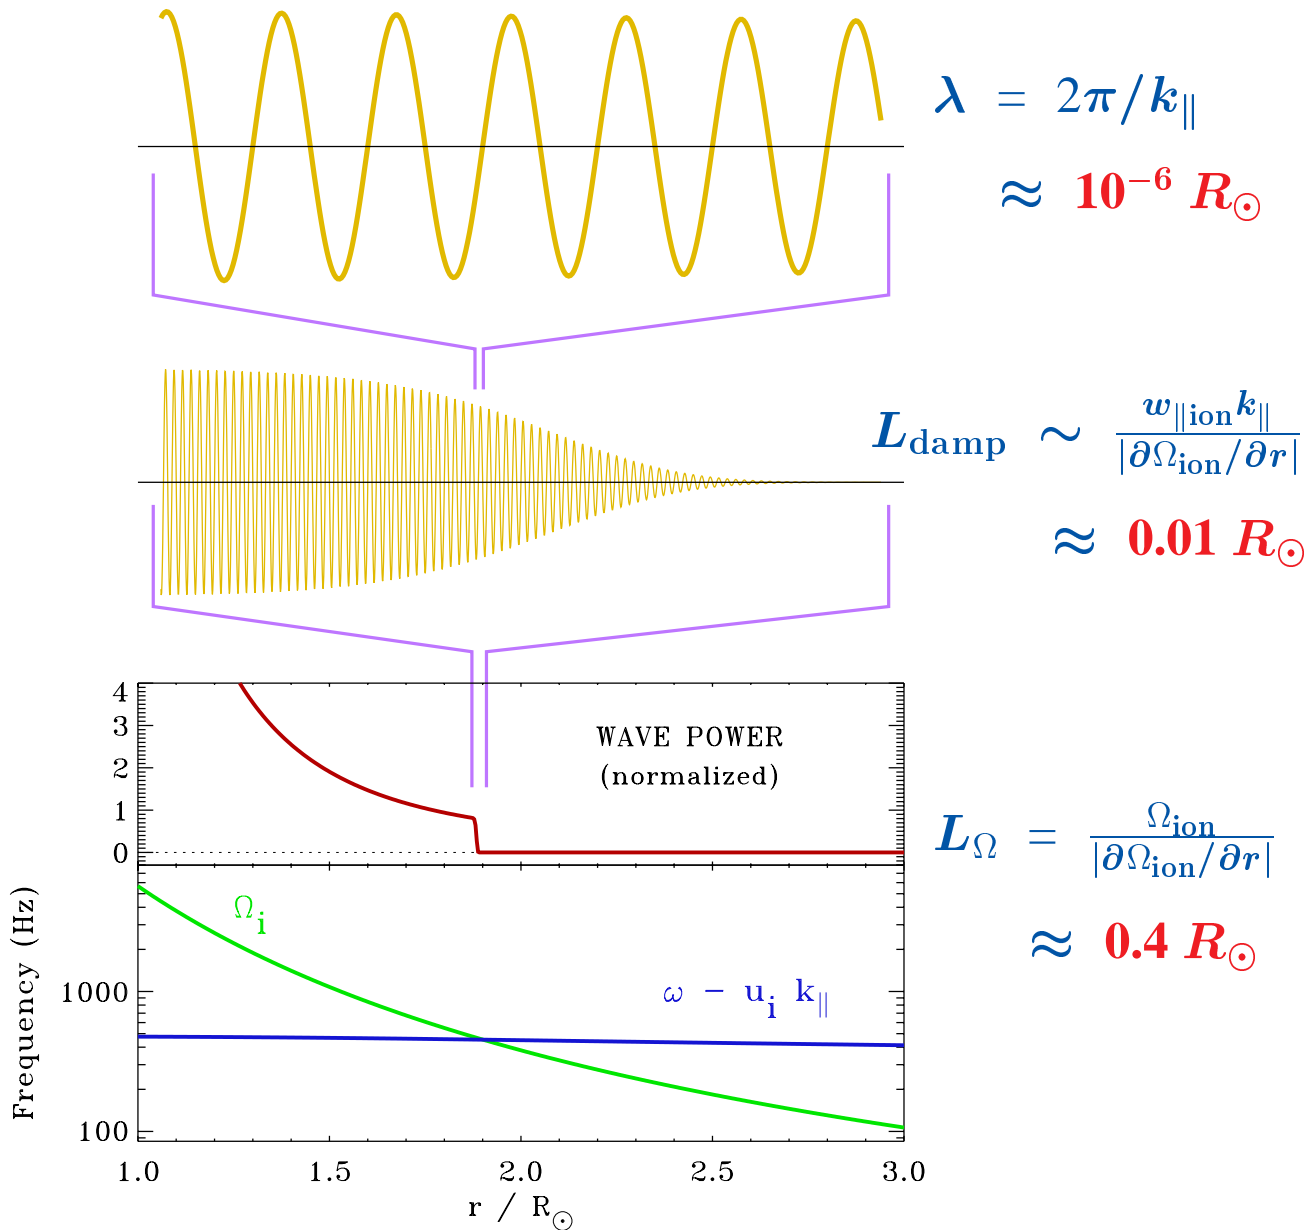 λ = 2π/k∥
≈ 10⁻⁶ R☉
L_damp ∼ w∥ion k∥ / |∂Ω_ion/∂r|
≈ 0.01 R☉
4
3
2
1
0
WAVE POWER
(normalized)
L_Ω = Ω_ion / |∂Ω_ion/∂r|
≈ 0.4 R☉
Frequency (Hz)
1000
100
Ω_i
ω − u_i k∥
1.0 1.5 2.0 2.5 3.0
r / R☉